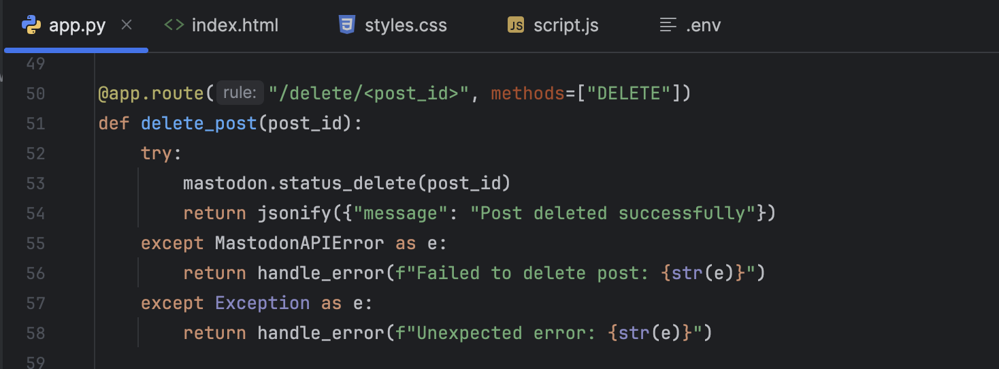 app.py × <> index.html styles.css JS script.js .env
49
50 @app.route( rule: "/delete/<post_id>", methods=["DELETE"])
51 def delete_post(post_id):
52     try:
53         mastodon.status_delete(post_id)
54         return jsonify({"message": "Post deleted successfully"})
55     except MastodonAPIError as e:
56         return handle_error(f"Failed to delete post: {str(e)}")
57     except Exception as e:
58         return handle_error(f"Unexpected error: {str(e)}")
59